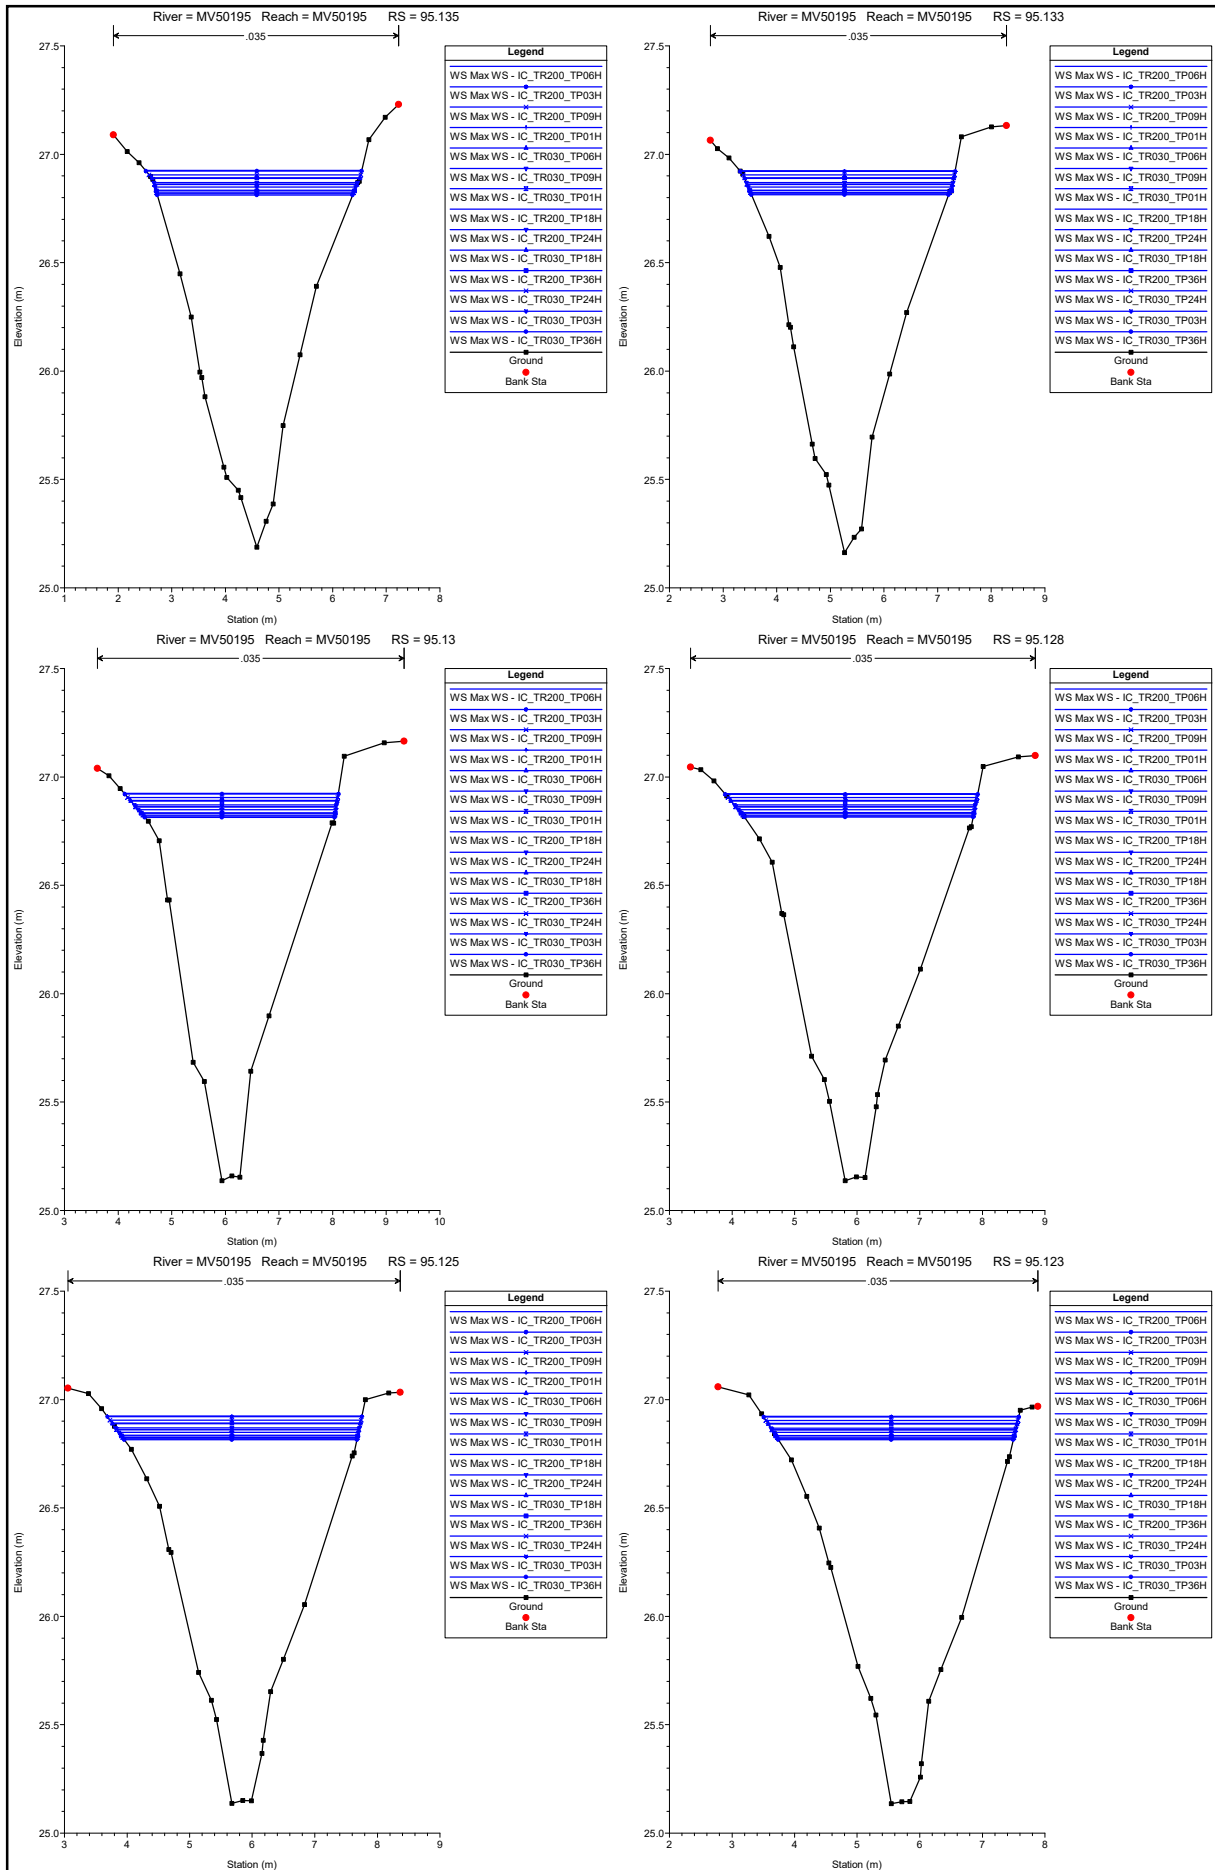 River = MV50195 Reach = MV50195 RS = 95.135
.035
27.5
27.0
26.5
26.0
25.5
25.0
Elevation (m)
1 2 3 4 5 6 7 8
Station (m)
Legend
WS Max WS - IC_TR200_TP06H
WS Max WS - IC_TR200_TP03H
WS Max WS - IC_TR200_TP09H
WS Max WS - IC_TR200_TP01H
WS Max WS - IC_TR030_TP06H
WS Max WS - IC_TR030_TP09H
WS Max WS - IC_TR030_TP01H
WS Max WS - IC_TR200_TP18H
WS Max WS - IC_TR200_TP24H
WS Max WS - IC_TR030_TP18H
WS Max WS - IC_TR200_TP36H
WS Max WS - IC_TR030_TP24H
WS Max WS - IC_TR030_TP03H
WS Max WS - IC_TR030_TP36H
Ground
Bank Sta
River = MV50195 Reach = MV50195 RS = 95.133
.035
27.5
27.0
26.5
26.0
25.5
25.0
Elevation (m)
2 3 4 5 6 7 8 9
Station (m)
Legend
WS Max WS - IC_TR200_TP06H
WS Max WS - IC_TR200_TP03H
WS Max WS - IC_TR200_TP09H
WS Max WS - IC_TR200_TP01H
WS Max WS - IC_TR030_TP06H
WS Max WS - IC_TR030_TP09H
WS Max WS - IC_TR030_TP01H
WS Max WS - IC_TR200_TP18H
WS Max WS - IC_TR200_TP24H
WS Max WS - IC_TR030_TP18H
WS Max WS - IC_TR200_TP36H
WS Max WS - IC_TR030_TP24H
WS Max WS - IC_TR030_TP03H
WS Max WS - IC_TR030_TP36H
Ground
Bank Sta
River = MV50195 Reach = MV50195 RS = 95.13
.035
27.5
27.0
26.5
26.0
25.5
25.0
Elevation (m)
3 4 5 6 7 8 9 10
Station (m)
Legend
WS Max WS - IC_TR200_TP06H
WS Max WS - IC_TR200_TP03H
WS Max WS - IC_TR200_TP09H
WS Max WS - IC_TR200_TP01H
WS Max WS - IC_TR030_TP06H
WS Max WS - IC_TR030_TP09H
WS Max WS - IC_TR030_TP01H
WS Max WS - IC_TR200_TP18H
WS Max WS - IC_TR200_TP24H
WS Max WS - IC_TR030_TP18H
WS Max WS - IC_TR200_TP36H
WS Max WS - IC_TR030_TP24H
WS Max WS - IC_TR030_TP03H
WS Max WS - IC_TR030_TP36H
Ground
Bank Sta
River = MV50195 Reach = MV50195 RS = 95.128
.035
27.5
27.0
26.5
26.0
25.5
25.0
Elevation (m)
3 4 5 6 7 8 9
Station (m)
Legend
WS Max WS - IC_TR200_TP06H
WS Max WS - IC_TR200_TP03H
WS Max WS - IC_TR200_TP09H
WS Max WS - IC_TR200_TP01H
WS Max WS - IC_TR030_TP06H
WS Max WS - IC_TR030_TP09H
WS Max WS - IC_TR030_TP01H
WS Max WS - IC_TR200_TP18H
WS Max WS - IC_TR200_TP24H
WS Max WS - IC_TR030_TP18H
WS Max WS - IC_TR200_TP36H
WS Max WS - IC_TR030_TP24H
WS Max WS - IC_TR030_TP03H
WS Max WS - IC_TR030_TP36H
Ground
Bank Sta
River = MV50195 Reach = MV50195 RS = 95.125
.035
27.5
27.0
26.5
26.0
25.5
25.0
Elevation (m)
3 4 5 6 7 8 9
Station (m)
Legend
WS Max WS - IC_TR200_TP06H
WS Max WS - IC_TR200_TP03H
WS Max WS - IC_TR200_TP09H
WS Max WS - IC_TR200_TP01H
WS Max WS - IC_TR030_TP06H
WS Max WS - IC_TR030_TP09H
WS Max WS - IC_TR030_TP01H
WS Max WS - IC_TR200_TP18H
WS Max WS - IC_TR200_TP24H
WS Max WS - IC_TR030_TP18H
WS Max WS - IC_TR200_TP36H
WS Max WS - IC_TR030_TP24H
WS Max WS - IC_TR030_TP03H
WS Max WS - IC_TR030_TP36H
Ground
Bank Sta
River = MV50195 Reach = MV50195 RS = 95.123
.035
27.5
27.0
26.5
26.0
25.5
25.0
Elevation (m)
2 3 4 5 6 7 8
Station (m)
Legend
WS Max WS - IC_TR200_TP06H
WS Max WS - IC_TR200_TP03H
WS Max WS - IC_TR200_TP09H
WS Max WS - IC_TR200_TP01H
WS Max WS - IC_TR030_TP06H
WS Max WS - IC_TR030_TP09H
WS Max WS - IC_TR030_TP01H
WS Max WS - IC_TR200_TP18H
WS Max WS - IC_TR200_TP24H
WS Max WS - IC_TR030_TP18H
WS Max WS - IC_TR200_TP36H
WS Max WS - IC_TR030_TP24H
WS Max WS - IC_TR030_TP03H
WS Max WS - IC_TR030_TP36H
Ground
Bank Sta